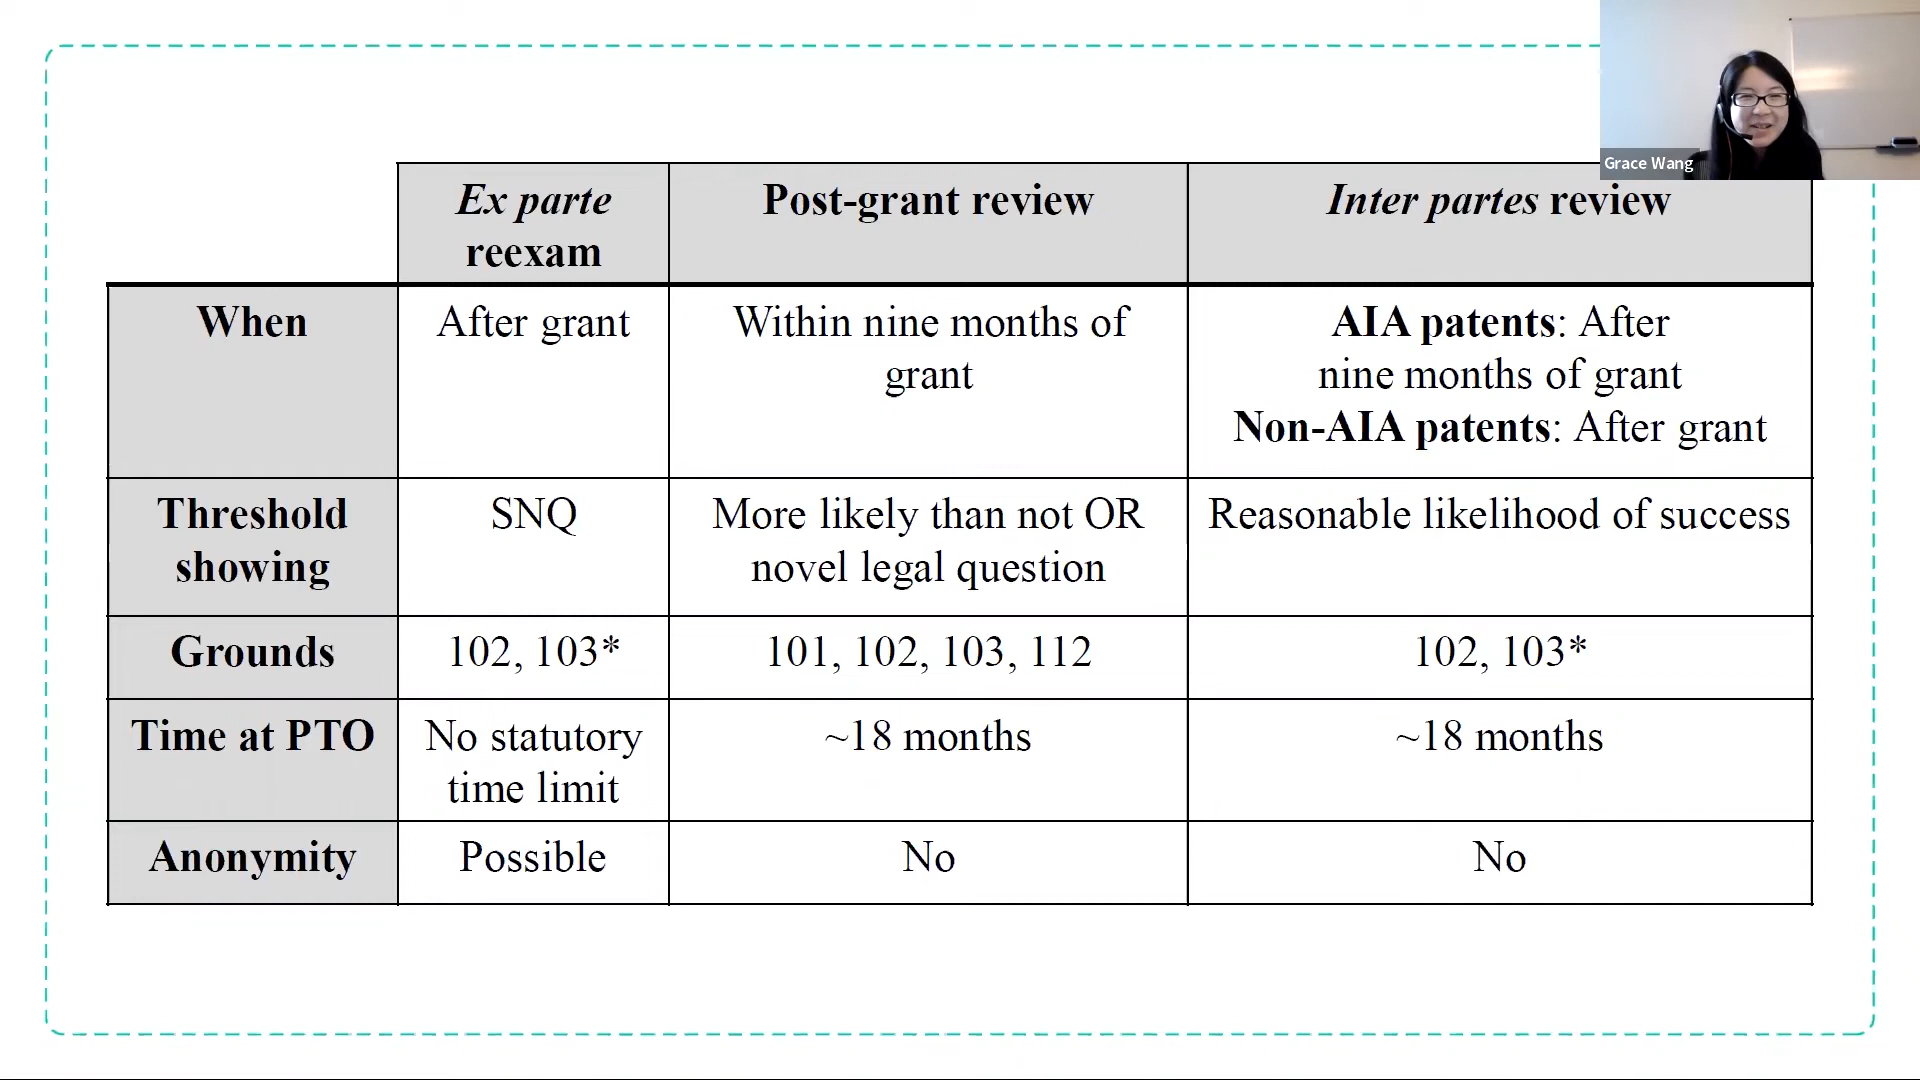 Grace Wang
Ex parte
reexam
Post-grant review
Inter partes review
When
After grant
Within nine months of
grant
AIA patents: After
nine months of grant
Non-AIA patents: After grant
Threshold
showing
SNQ
More likely than not OR
novel legal question
Reasonable likelihood of success
Grounds
102, 103*
101, 102, 103, 112
102, 103*
Time at PTO
No statutory
time limit
~18 months
~18 months
Anonymity
Possible
No
No